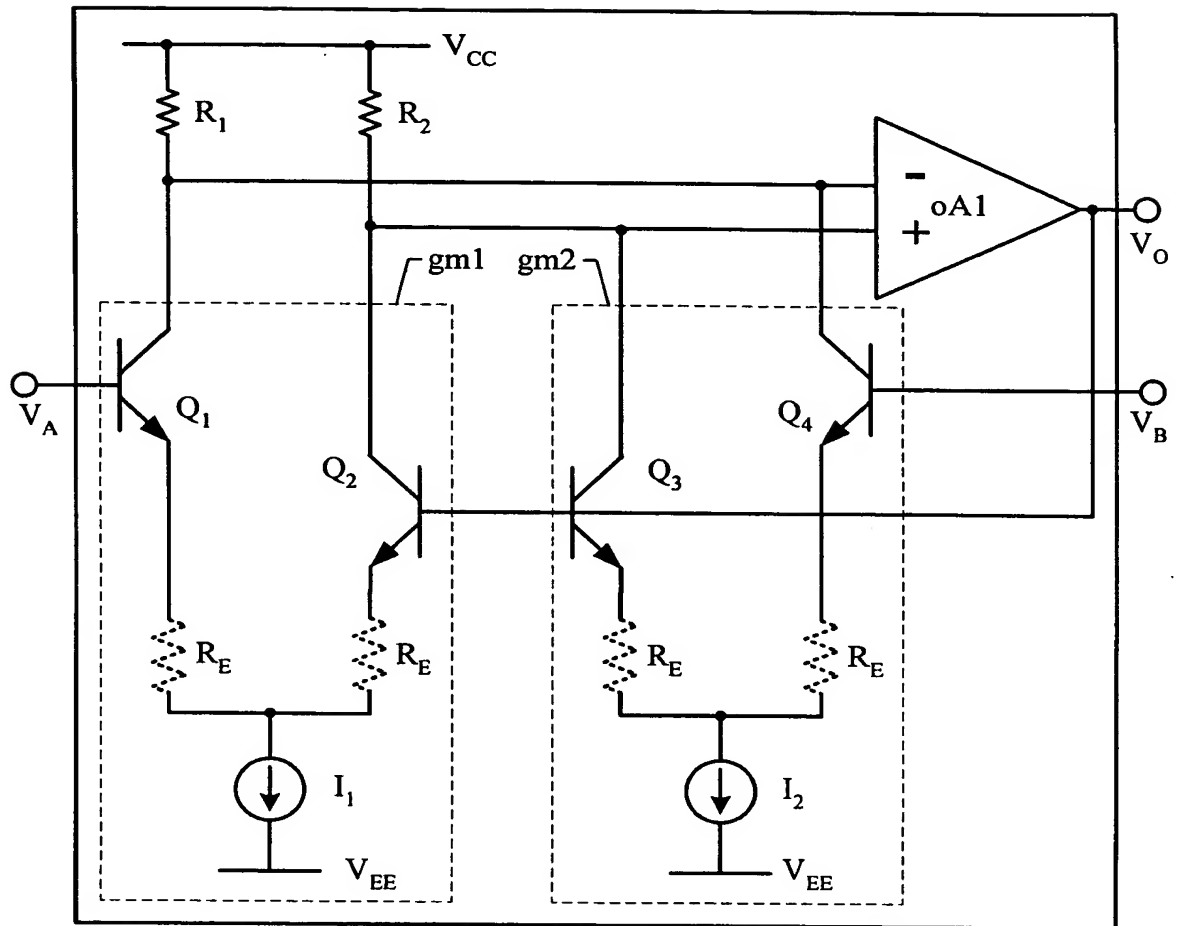 V_CC
R_1
R_2
-
oA1
+
V_O
gm1 gm2
V_A
Q_1
Q_4
V_B
Q_2
Q_3
R_E
R_E
R_E
R_E
I_1
I_2
V_EE
V_EE